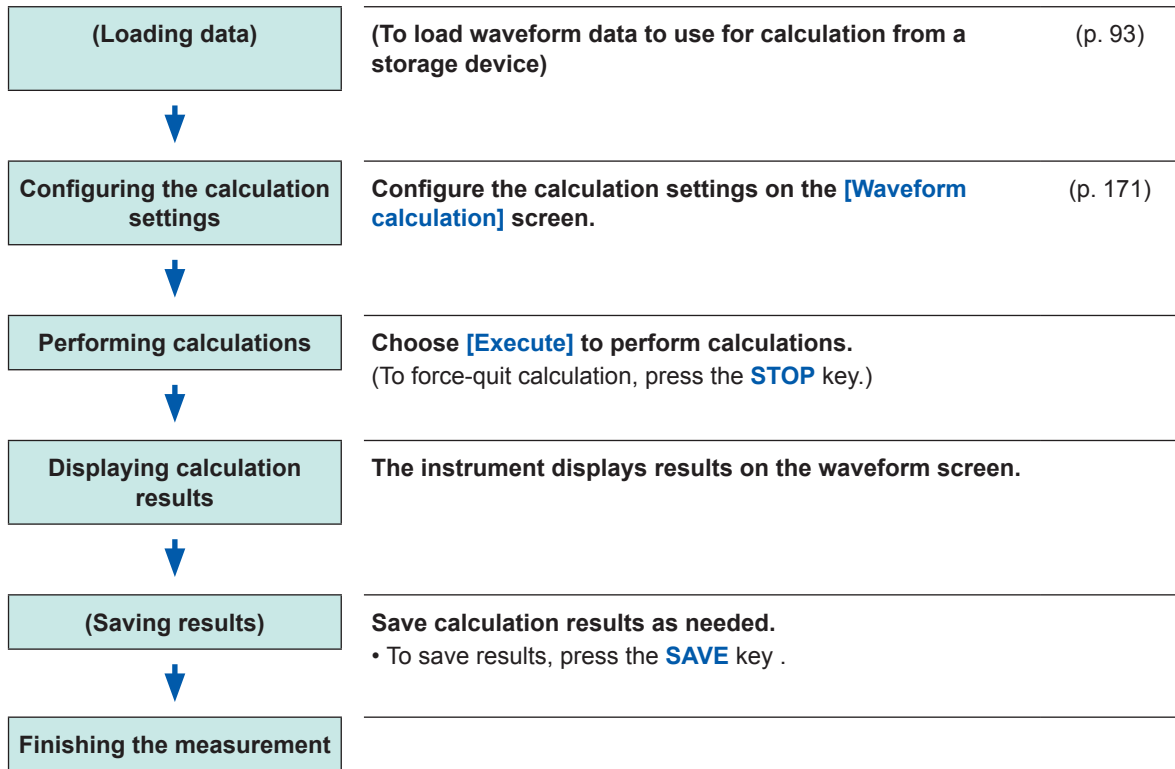 (Loading data)
(To load waveform data to use for calculation from a
storage device)
(p. 93)
Configuring the calculation
settings
Configure the calculation settings on the [Waveform
calculation] screen.
(p. 171)
Performing calculations
Choose [Execute] to perform calculations.
(To force-quit calculation, press the STOP key.)
Displaying calculation
results
The instrument displays results on the waveform screen.
(Saving results)
Save calculation results as needed.
• To save results, press the SAVE key .
Finishing the measurement